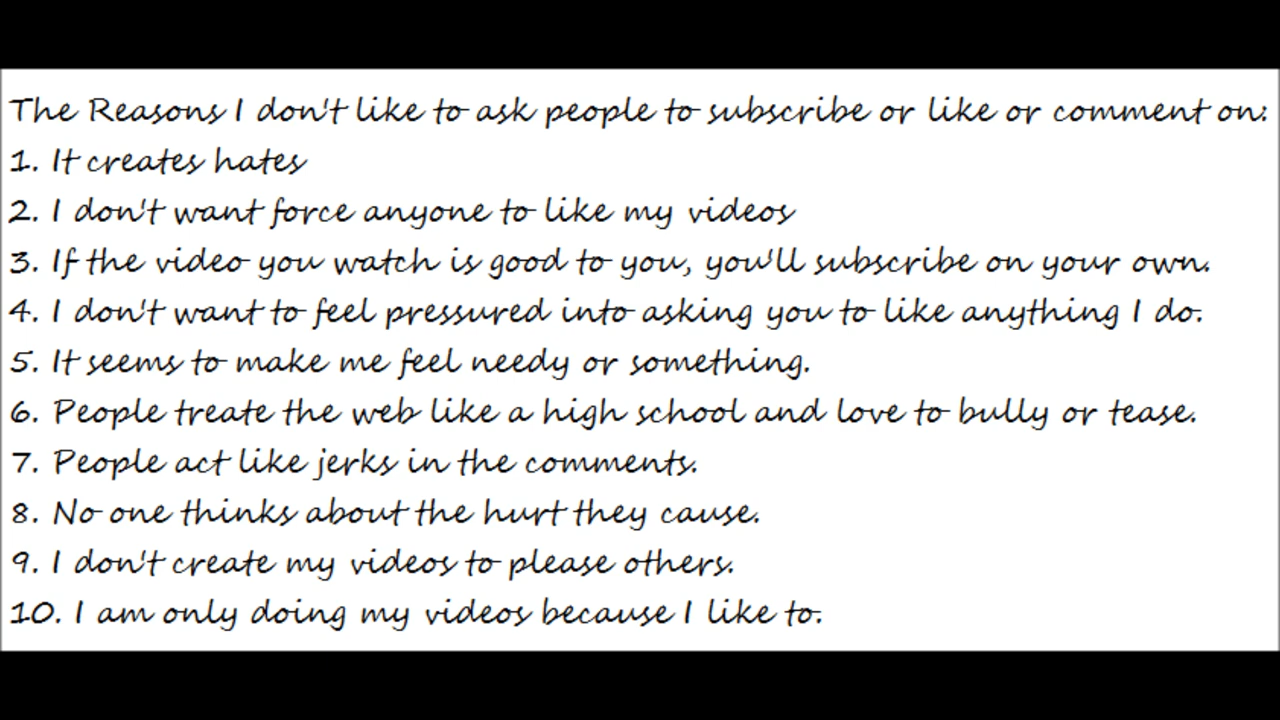 The Reasons I don't like to ask people to subscribe or like or comment on:
1. It creates hates
2. I don't want force anyone to like my videos
3. If the video you watch is good to you, you'll subscribe on your own.
4. I don't want to feel pressured into asking you to like anything I do.
5. It seems to make me feel needy or something.
6. People treate the web like a high school and love to bully or tease.
7. People act like jerks in the comments.
8. No one thinks about the hurt they cause.
9. I don't create my videos to please others.
10. I am only doing my videos because I like to.